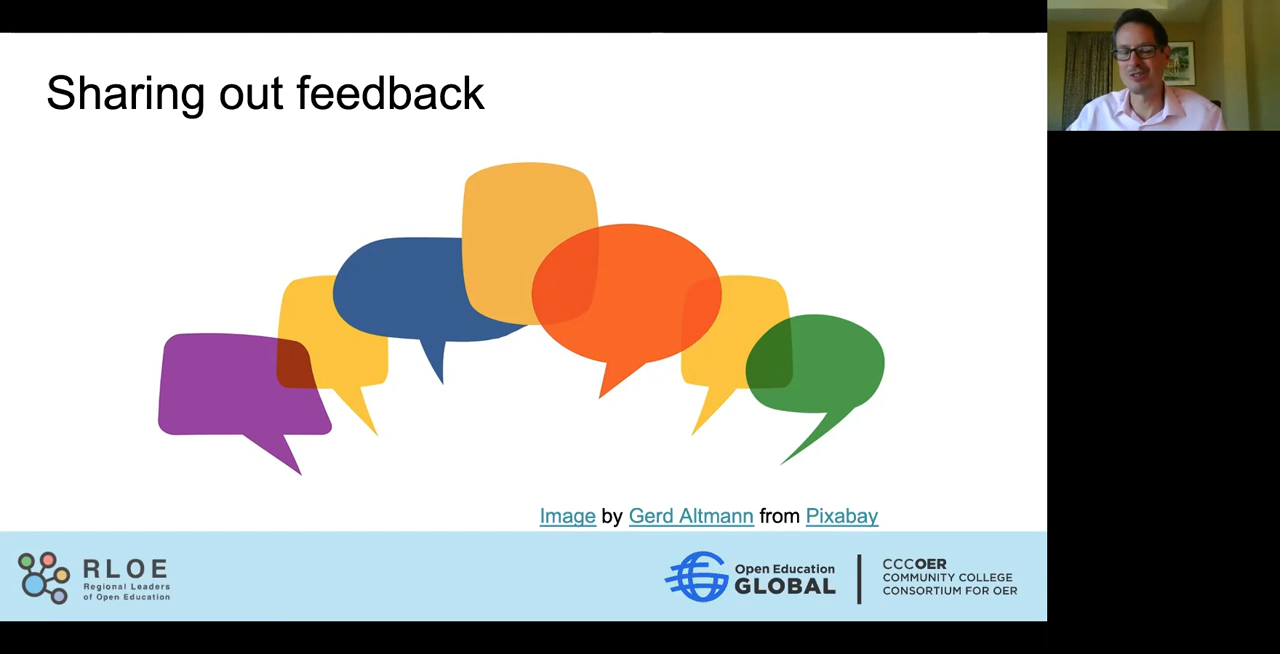 Sharing out feedback
Image by Gerd Altmann from Pixabay
RLOE
Regional Leaders
of Open Education
Open Education
GLOBAL
CCCOER
COMMUNITY COLLEGE
CONSORTIUM FOR OER